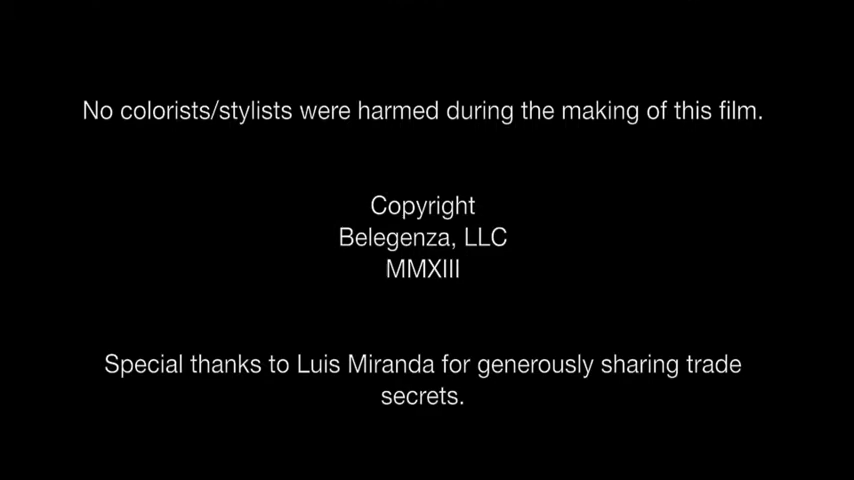 No colorists/stylists were harmed during the making of this film.
Copyright
Belegenza, LLC
MMXIII
Special thanks to Luis Miranda for generously sharing trade
secrets.